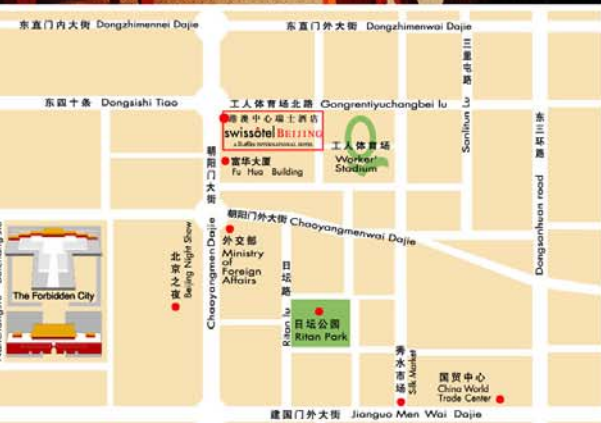 东直门内大街 Dongzhimennei Dajie
东直门外大街 Dongzhimenwai Dajie
三里屯路 Sanlitun Lu
东四十条 Dongsishi Tiao
工人体育场北路 Gongrentiyuchangbei lu
港澳中心瑞士酒店
swissôtel BEIJING
工人体育场
Worker'
Stadium
东三环路 Dongsanhuan road
朝阳门大街 Chaoyangmen Dajie
富华大厦
Fu Hua Building
朝阳门外大街 Chaoyangmenwai Dajie
外交部
Ministry
of
Foreign
Affairs
北京之夜 Beijing Night Show
The Forbidden City
日坛路 Ritan lu
日坛公园
Ritan Park
秀水市场 Silk Market
国贸中心
China World
Trade Center
建国门外大街 Jianguo Men Wai Dajie